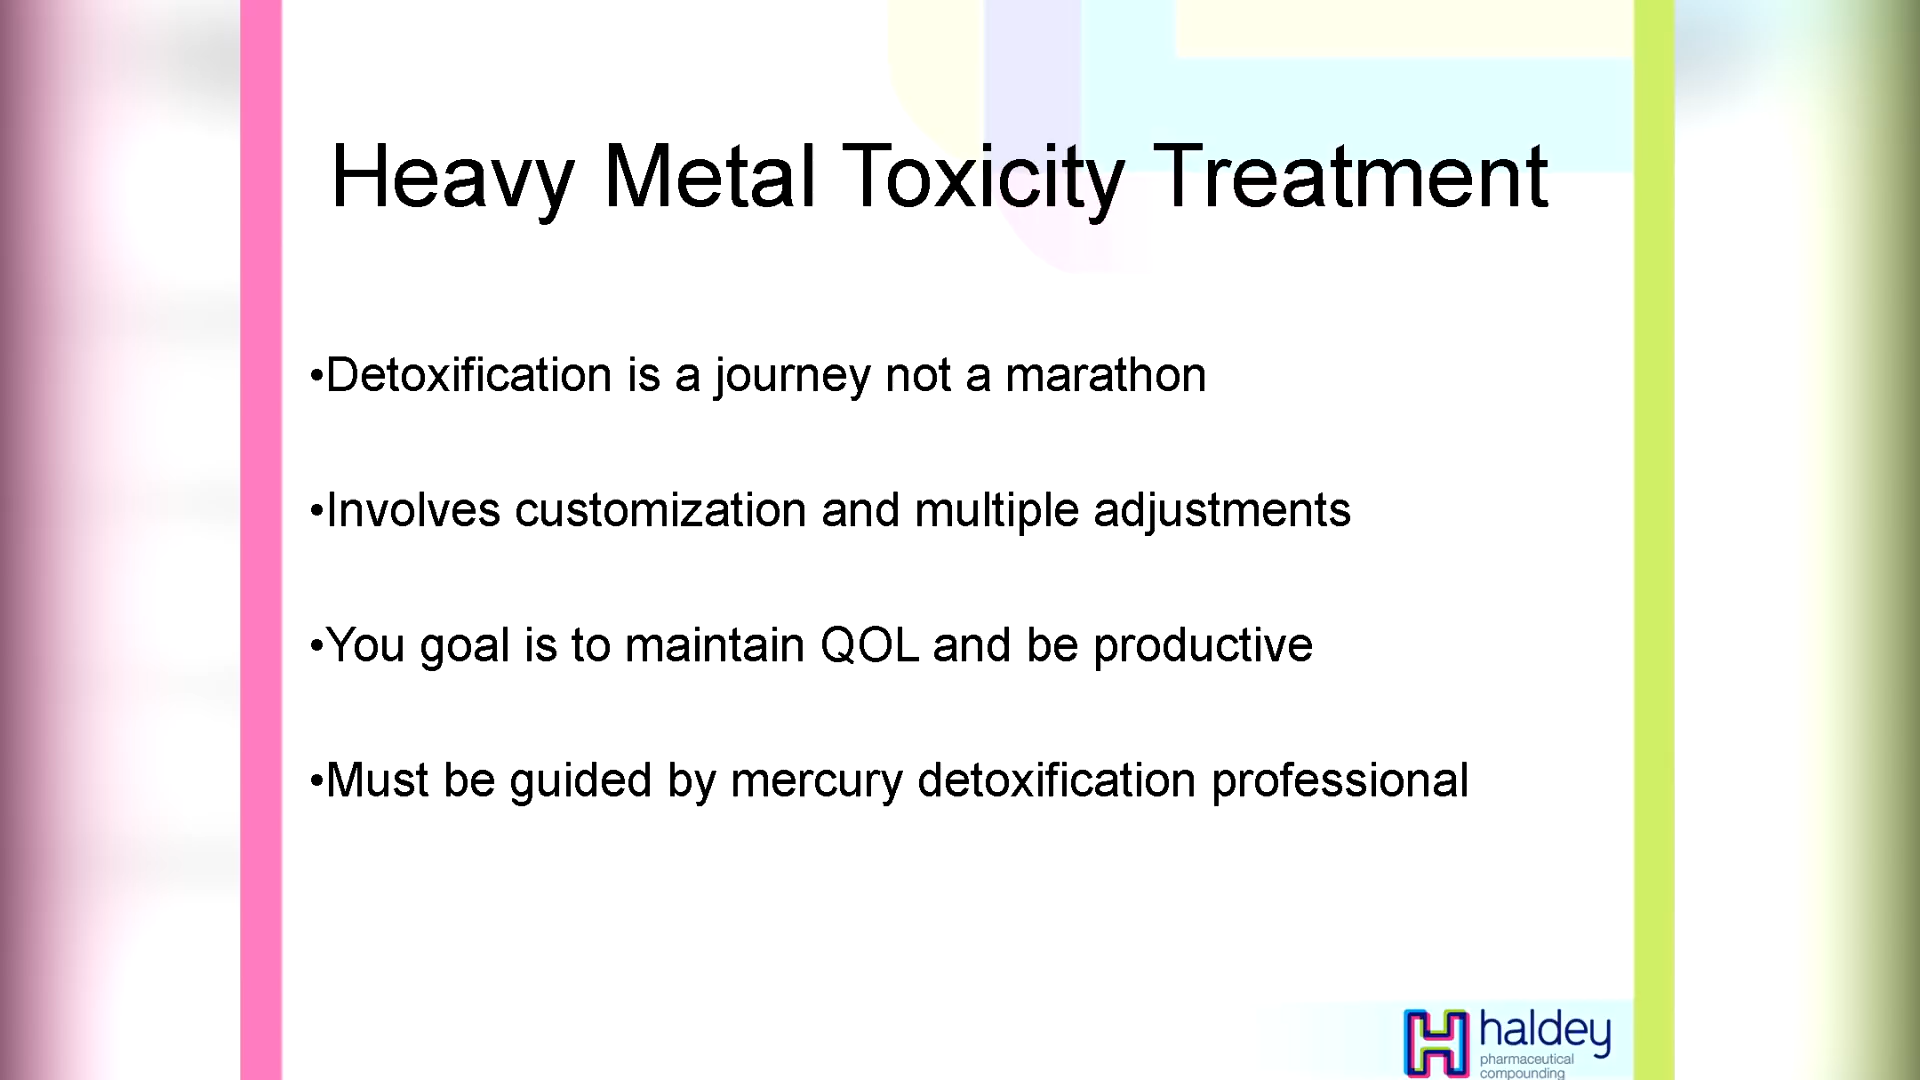 Heavy Metal Toxicity Treatment
•Detoxification is a journey not a marathon
•Involves customization and multiple adjustments
•You goal is to maintain QOL and be productive
•Must be guided by mercury detoxification professional
haldey
pharmaceutical
compounding